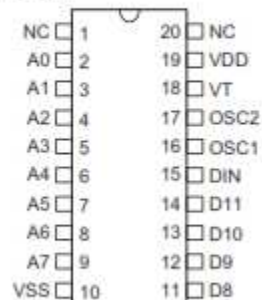 NC 1 20 NC
A0 2 19 VDD
A1 3 18 VT
A2 4 17 OSC2
A3 5 16 OSC1
A4 6 15 DIN
A5 7 14 D11
A6 8 13 D10
A7 9 12 D9
VSS 10 11 D8